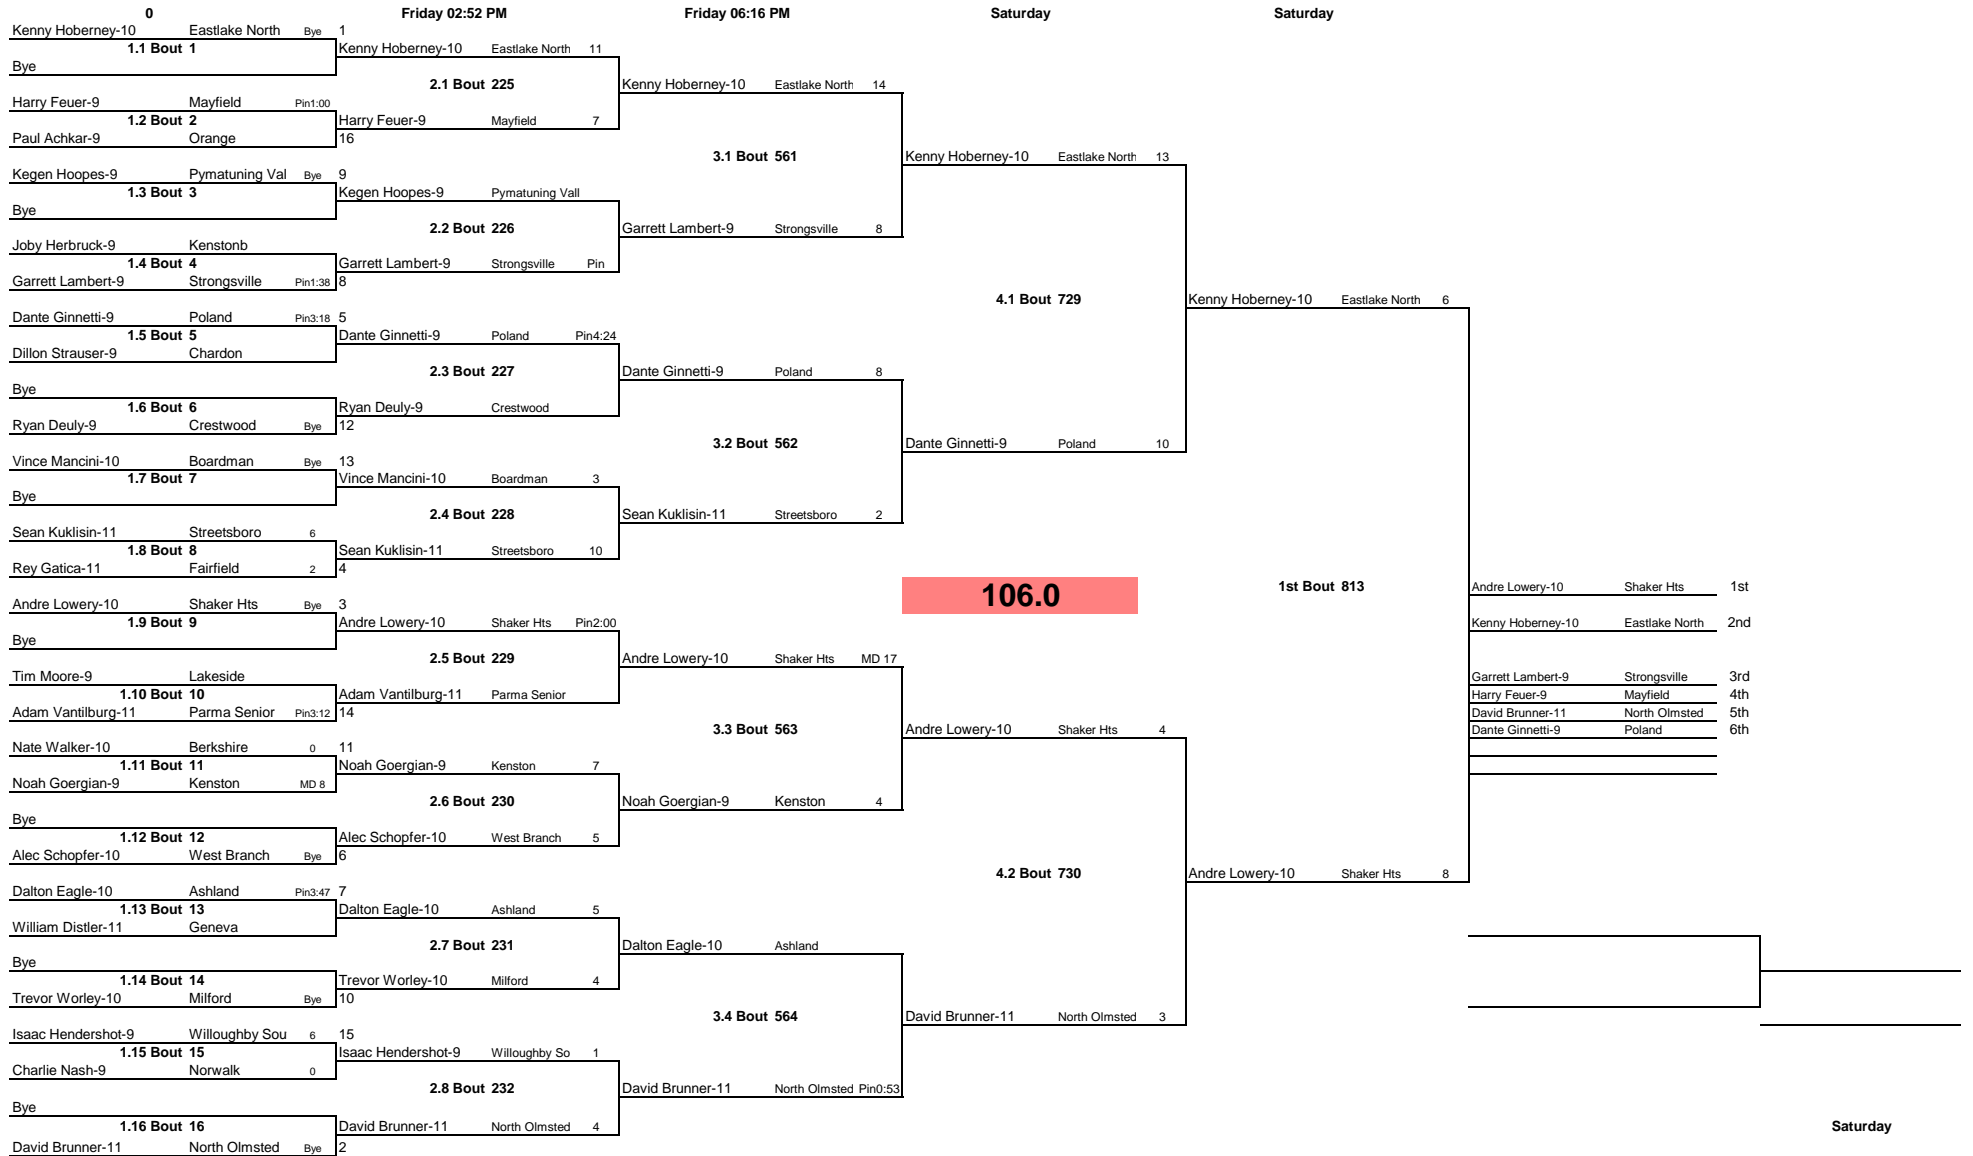 0 Friday 02:52 PM Friday 06:16 PM Saturday Saturday
Kenny Hoberney-10 Eastlake North Bye 1
1.1 Bout 1
Bye
Harry Feuer-9 Mayfield Pin1:00
1.2 Bout 2
Paul Achkar-9 Orange 16
Kegen Hoopes-9 Pymatuning Val Bye 9
1.3 Bout 3
Bye
Joby Herbruck-9 Kenstonb
1.4 Bout 4
Garrett Lambert-9 Strongsville Pin1:38 8
Dante Ginnetti-9 Poland Pin3:18 5
1.5 Bout 5
Dillon Strauser-9 Chardon
Bye
1.6 Bout 6
Ryan Deuly-9 Crestwood Bye 12
Vince Mancini-10 Boardman Bye 13
1.7 Bout 7
Bye
Sean Kuklisin-11 Streetsboro 6
1.8 Bout 8
Rey Gatica-11 Fairfield 2 4
Andre Lowery-10 Shaker Hts Bye 3
1.9 Bout 9
Bye
Tim Moore-9 Lakeside
1.10 Bout 10
Adam Vantilburg-11 Parma Senior Pin3:12 14
Nate Walker-10 Berkshire 0 11
1.11 Bout 11
Noah Goergian-9 Kenston MD 8
Bye
1.12 Bout 12
Alec Schopfer-10 West Branch Bye 6
Dalton Eagle-10 Ashland Pin3:47 7
1.13 Bout 13
William Distler-11 Geneva
Bye
1.14 Bout 14
Trevor Worley-10 Milford Bye 10
Isaac Hendershot-9 Willoughby Sou 6 15
1.15 Bout 15
Charlie Nash-9 Norwalk 0
Bye
1.16 Bout 16
David Brunner-11 North Olmsted Bye 2
Kenny Hoberney-10 Eastlake North 11
2.1 Bout 225
Harry Feuer-9 Mayfield 7
Kegen Hoopes-9 Pymatuning Vall
2.2 Bout 226
Garrett Lambert-9 Strongsville Pin
Dante Ginnetti-9 Poland Pin4:24
2.3 Bout 227
Ryan Deuly-9 Crestwood
Vince Mancini-10 Boardman 3
2.4 Bout 228
Sean Kuklisin-11 Streetsboro 10
Andre Lowery-10 Shaker Hts Pin2:00
2.5 Bout 229
Adam Vantilburg-11 Parma Senior
Noah Goergian-9 Kenston 7
2.6 Bout 230
Alec Schopfer-10 West Branch 5
Dalton Eagle-10 Ashland 5
2.7 Bout 231
Trevor Worley-10 Milford 4
Isaac Hendershot-9 Willoughby So 1
2.8 Bout 232
David Brunner-11 North Olmsted 4
Kenny Hoberney-10 Eastlake North 14
3.1 Bout 561
Garrett Lambert-9 Strongsville 8
Dante Ginnetti-9 Poland 8
3.2 Bout 562
Sean Kuklisin-11 Streetsboro 2
Andre Lowery-10 Shaker Hts MD 17
3.3 Bout 563
Noah Goergian-9 Kenston 4
Dalton Eagle-10 Ashland
3.4 Bout 564
David Brunner-11 North Olmsted Pin0:53
Kenny Hoberney-10 Eastlake North 13
4.1 Bout 729
Dante Ginnetti-9 Poland 10
106.0
Andre Lowery-10 Shaker Hts 4
4.2 Bout 730
David Brunner-11 North Olmsted 3
Kenny Hoberney-10 Eastlake North 6
1st Bout 813
Andre Lowery-10 Shaker Hts 8
Andre Lowery-10 Shaker Hts 1st
Kenny Hoberney-10 Eastlake North 2nd
Garrett Lambert-9 Strongsville 3rd
Harry Feuer-9 Mayfield 4th
David Brunner-11 North Olmsted 5th
Dante Ginnetti-9 Poland 6th
Saturday